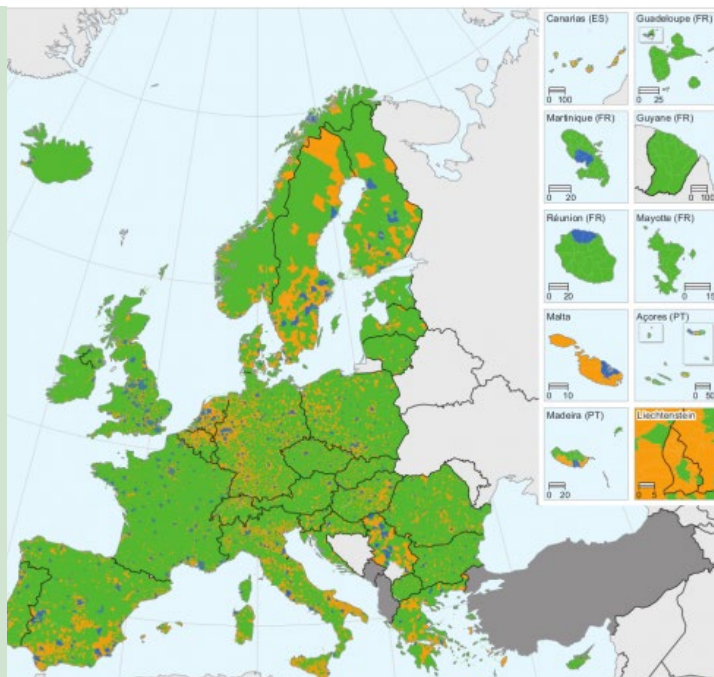 Canarias (ES)
0 100
Guadeloupe (FR)
0 25
Martinique (FR)
0 20
Guyane (FR)
0 100
Réunion (FR)
0 20
Mayotte (FR)
0 15
Malta
0 10
Açores (PT)
0 50
Madeira (PT)
0 20
Liechtenstein
0 5